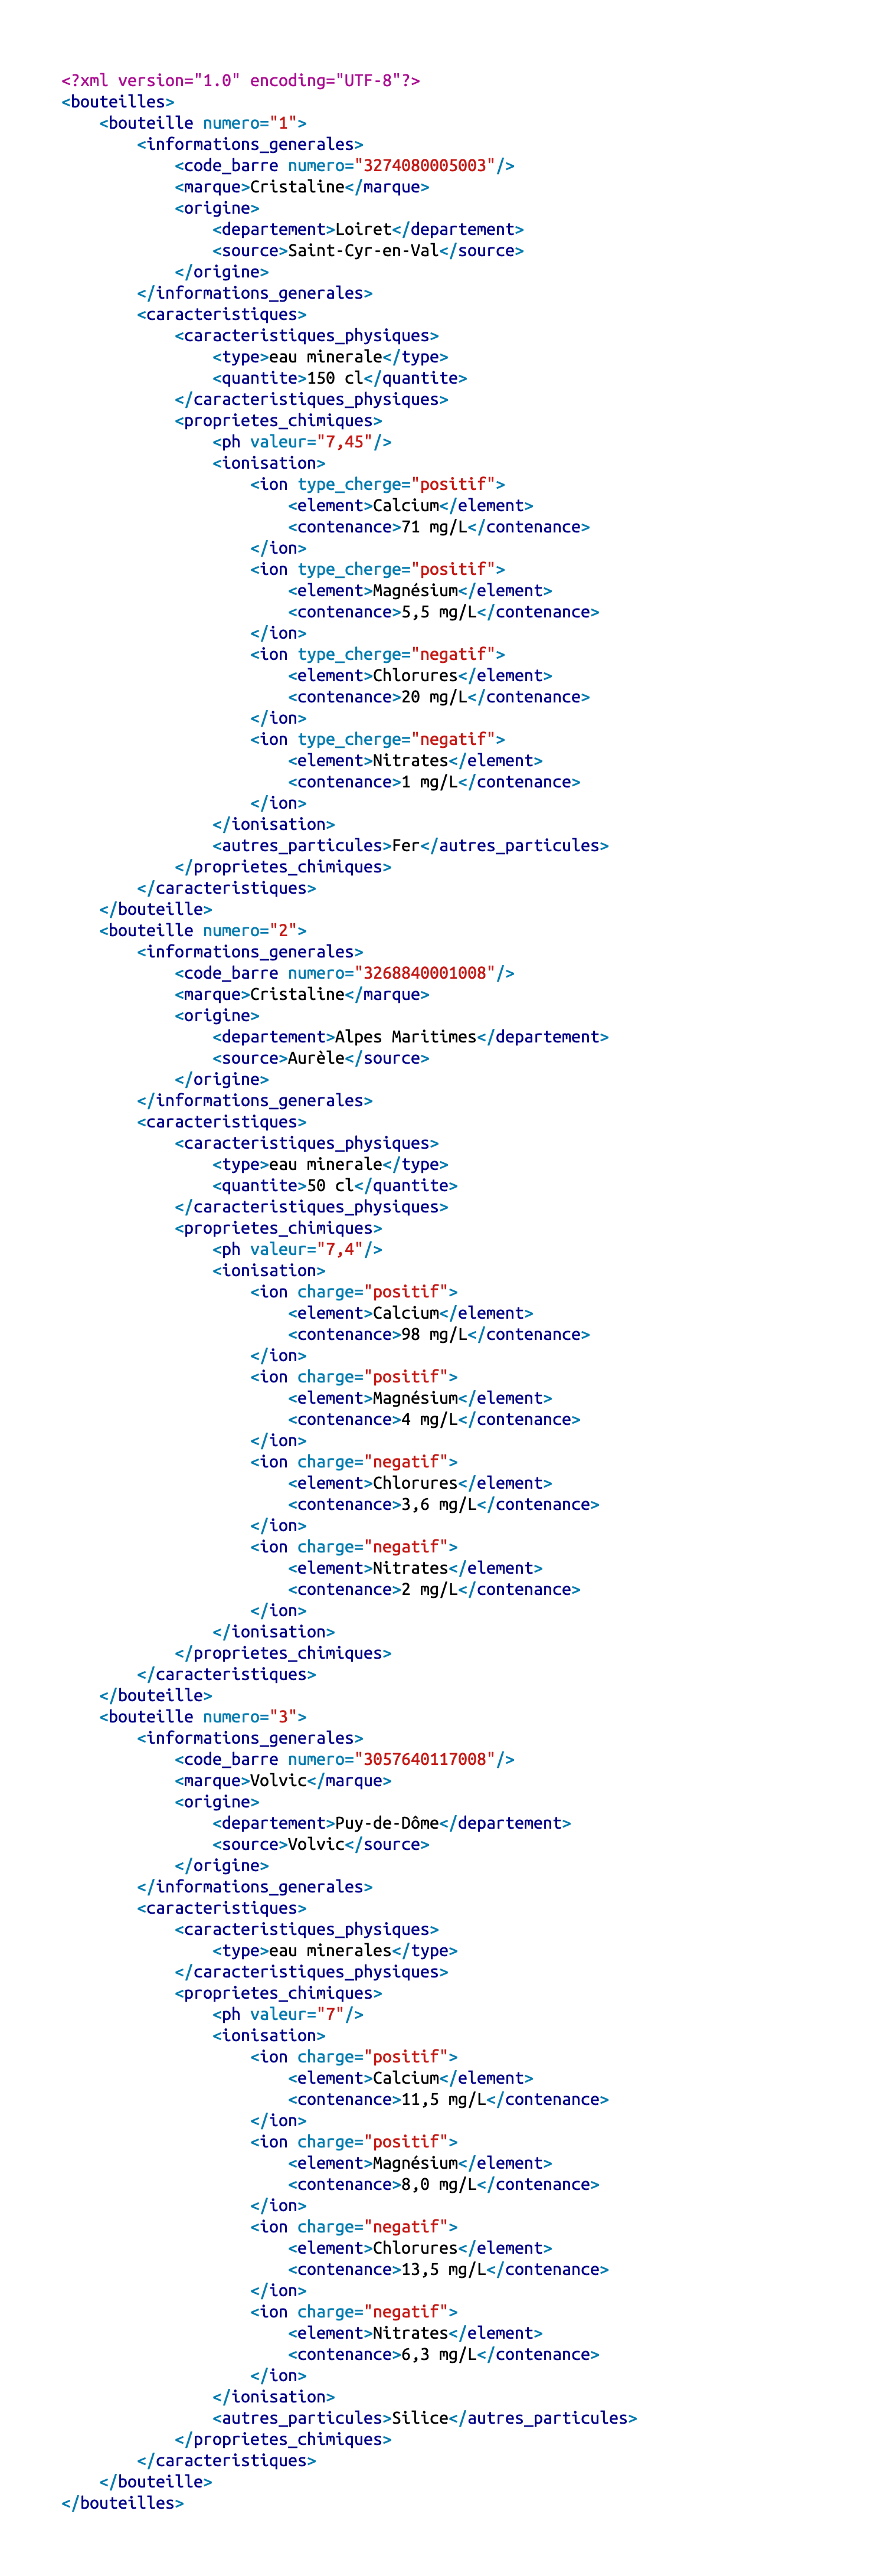 <?xml version="1.0" encoding="UTF-8"?>
<bouteilles>
    <bouteille numero="1">
        <informations_generales>
            <code_barre numero="3274080005003"/>
            <marque>Cristaline</marque>
            <origine>
                <departement>Loiret</departement>
                <source>Saint-Cyr-en-Val</source>
            </origine>
        </informations_generales>
        <caracteristiques>
            <caracteristiques_physiques>
                <type>eau minerale</type>
                <quantite>150 cl</quantite>
            </caracteristiques_physiques>
            <proprietes_chimiques>
                <ph valeur="7,45"/>
                <ionisation>
                    <ion type_cherge="positif">
                        <element>Calcium</element>
                        <contenance>71 mg/L</contenance>
                    </ion>
                    <ion type_cherge="positif">
                        <element>Magnésium</element>
                        <contenance>5,5 mg/L</contenance>
                    </ion>
                    <ion type_cherge="negatif">
                        <element>Chlorures</element>
                        <contenance>20 mg/L</contenance>
                    </ion>
                    <ion type_cherge="negatif">
                        <element>Nitrates</element>
                        <contenance>1 mg/L</contenance>
                    </ion>
                </ionisation>
                <autres_particules>Fer</autres_particules>
            </proprietes_chimiques>
        </caracteristiques>
    </bouteille>
    <bouteille numero="2">
        <informations_generales>
            <code_barre numero="3268840001008"/>
            <marque>Cristaline</marque>
            <origine>
                <departement>Alpes Maritimes</departement>
                <source>Aurèle</source>
            </origine>
        </informations_generales>
        <caracteristiques>
            <caracteristiques_physiques>
                <type>eau minerale</type>
                <quantite>50 cl</quantite>
            </caracteristiques_physiques>
            <proprietes_chimiques>
                <ph valeur="7,4"/>
                <ionisation>
                    <ion charge="positif">
                        <element>Calcium</element>
                        <contenance>98 mg/L</contenance>
                    </ion>
                    <ion charge="positif">
                        <element>Magnésium</element>
                        <contenance>4 mg/L</contenance>
                    </ion>
                    <ion charge="negatif">
                        <element>Chlorures</element>
                        <contenance>3,6 mg/L</contenance>
                    </ion>
                    <ion charge="negatif">
                        <element>Nitrates</element>
                        <contenance>2 mg/L</contenance>
                    </ion>
                </ionisation>
            </proprietes_chimiques>
        </caracteristiques>
    </bouteille>
    <bouteille numero="3">
        <informations_generales>
            <code_barre numero="3057640117008"/>
            <marque>Volvic</marque>
            <origine>
                <departement>Puy-de-Dôme</departement>
                <source>Volvic</source>
            </origine>
        </informations_generales>
        <caracteristiques>
            <caracteristiques_physiques>
                <type>eau minerales</type>
            </caracteristiques_physiques>
            <proprietes_chimiques>
                <ph valeur="7"/>
                <ionisation>
                    <ion charge="positif">
                        <element>Calcium</element>
                        <contenance>11,5 mg/L</contenance>
                    </ion>
                    <ion charge="positif">
                        <element>Magnésium</element>
                        <contenance>8,0 mg/L</contenance>
                    </ion>
                    <ion charge="negatif">
                        <element>Chlorures</element>
                        <contenance>13,5 mg/L</contenance>
                    </ion>
                    <ion charge="negatif">
                        <element>Nitrates</element>
                        <contenance>6,3 mg/L</contenance>
                    </ion>
                </ionisation>
                <autres_particules>Silice</autres_particules>
            </proprietes_chimiques>
        </caracteristiques>
    </bouteille>
</bouteilles>